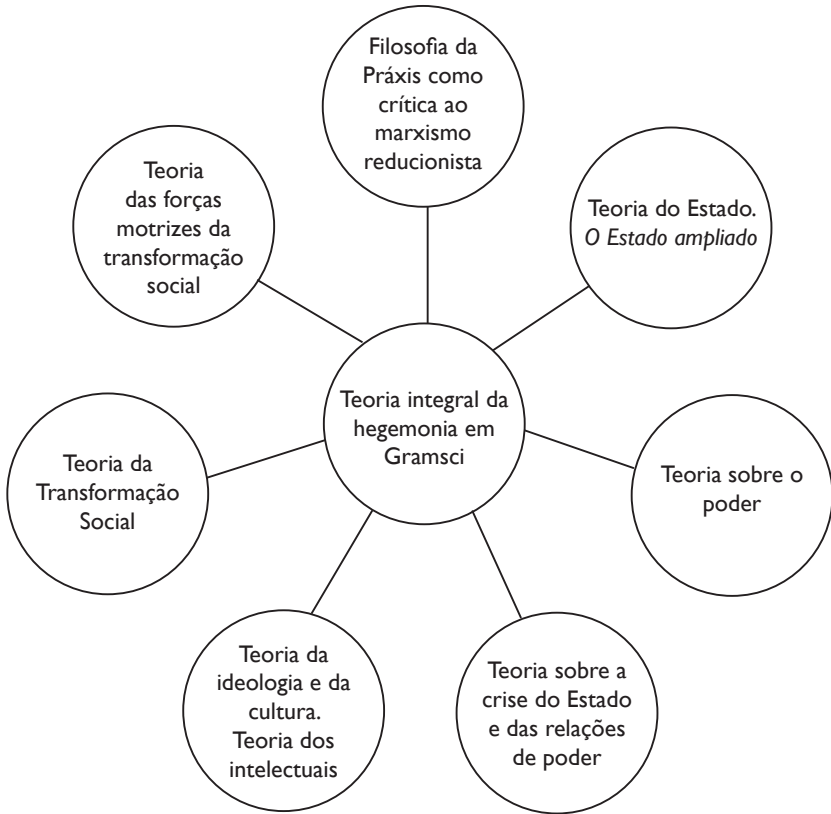 Filosofia da
Práxis como
crítica ao
marxismo
reducionista
Teoria
das forças
motrizes da
transformação
social
Teoria do Estado.
O Estado ampliado
Teoria integral da
hegemonia em
Gramsci
Teoria da
Transformação
Social
Teoria sobre o
poder
Teoria da
ideologia e da
cultura.
Teoria dos
intelectuais
Teoria sobre a
crise do Estado
e das relações
de poder